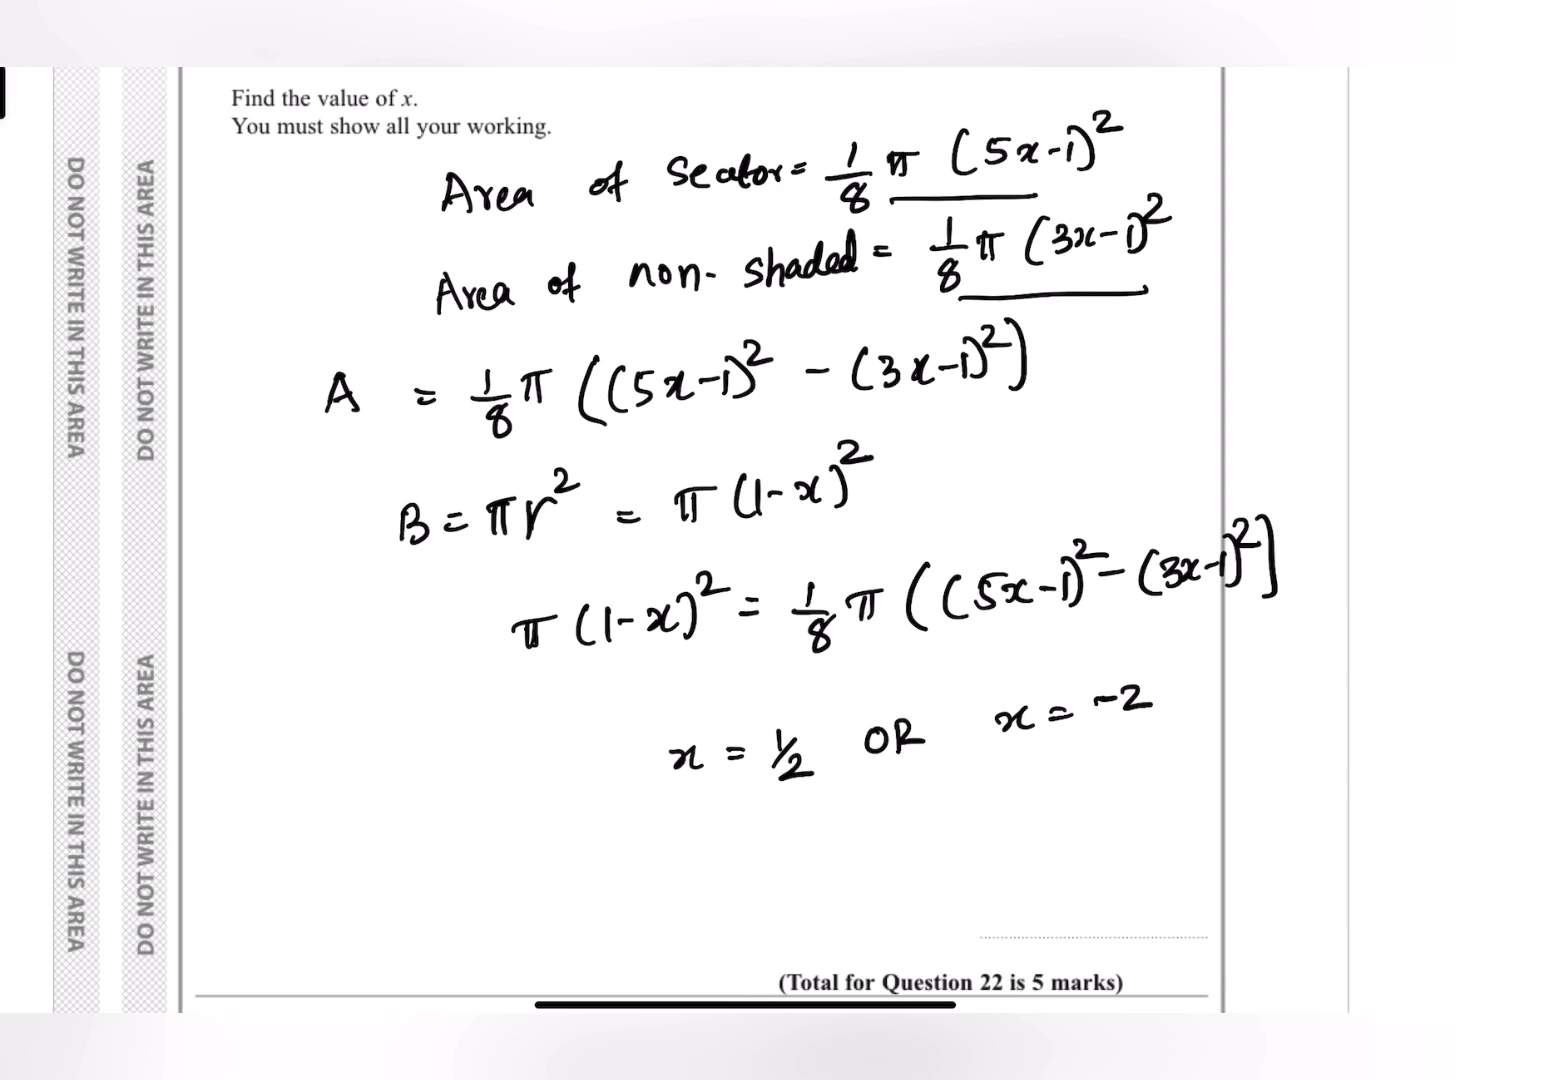 Find the value of x.
You must show all your working.
Area of Sector = 1/8 π (5x-1)²
Area of non-shaded = 1/8 π (3x-1)²
A = 1/8 π ((5x-1)² - (3x-1)²)
B = πr² = π(1-x)²
π(1-x)² = 1/8 π ((5x-1)² - (3x-1)²]
x = 1/2 OR x = -2
(Total for Question 22 is 5 marks)
DO NOT WRITE IN THIS AREA
DO NOT WRITE IN THIS AREA
DO NOT WRITE IN THIS AREA
DO NOT WRITE IN THIS AREA